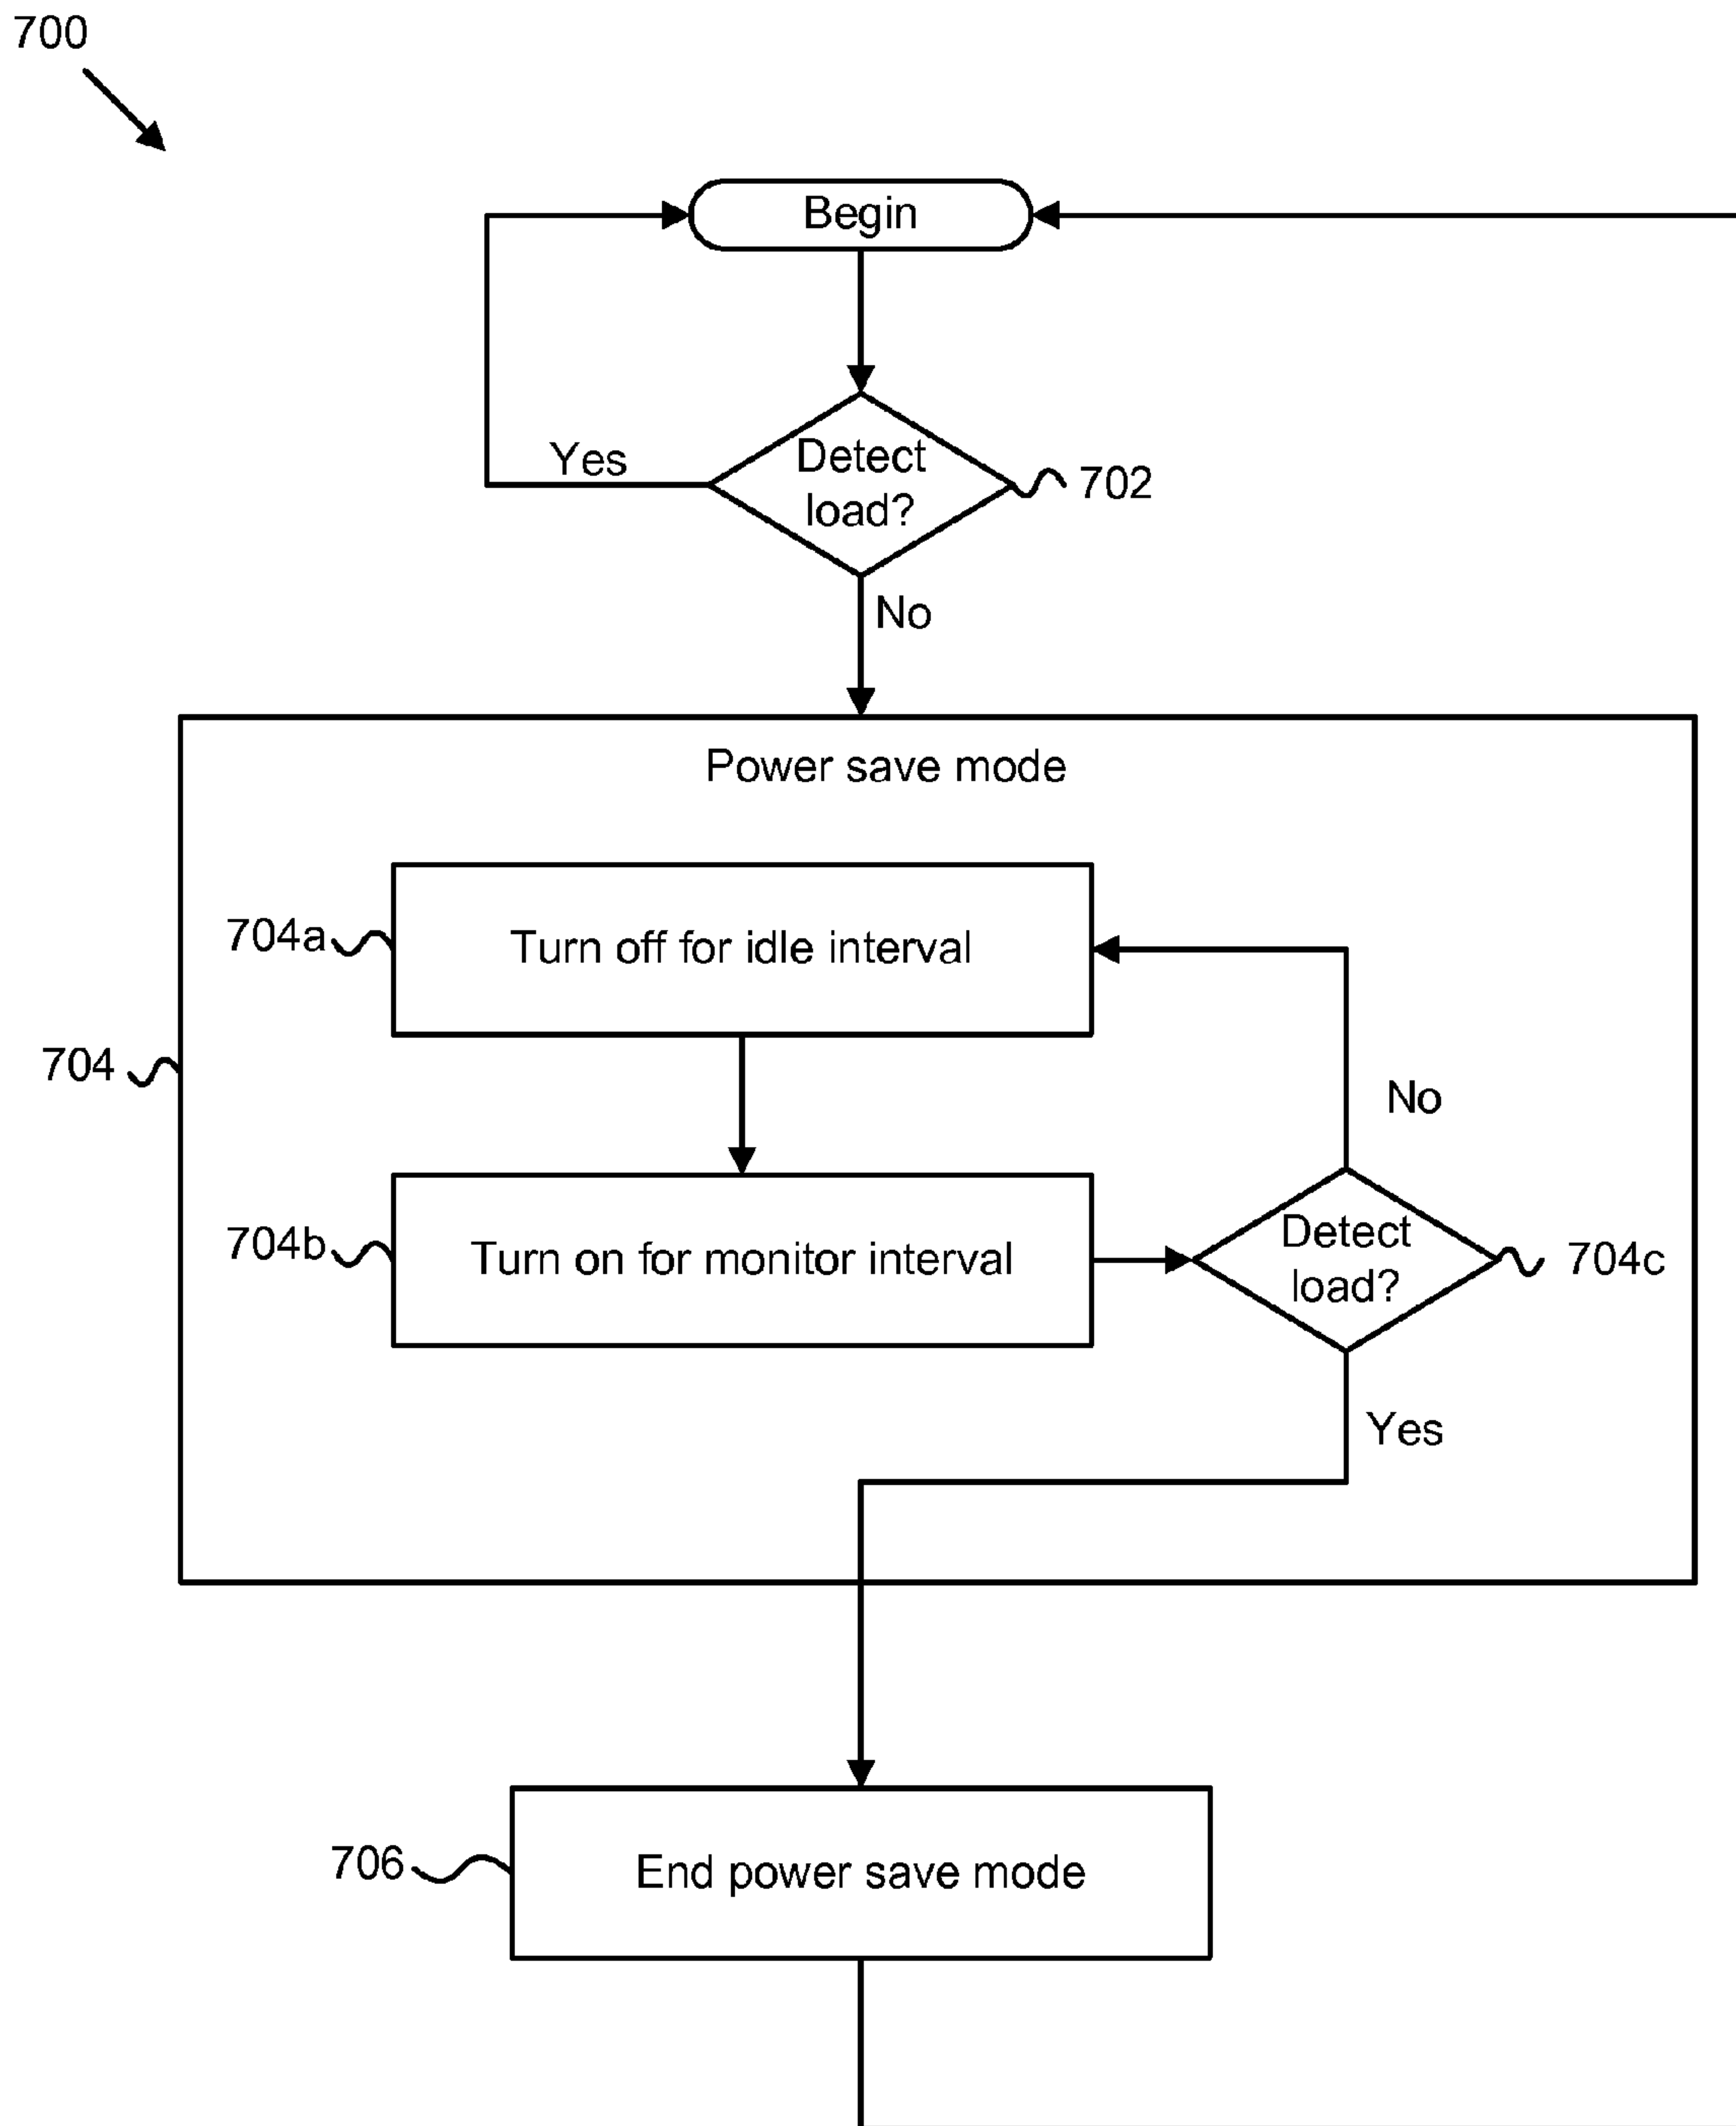 700
Begin
Yes
Detect
load?
702
No
Power save mode
704a
Turn off for idle interval
704
No
704b
Turn on for monitor interval
Detect
load?
704c
Yes
706
End power save mode